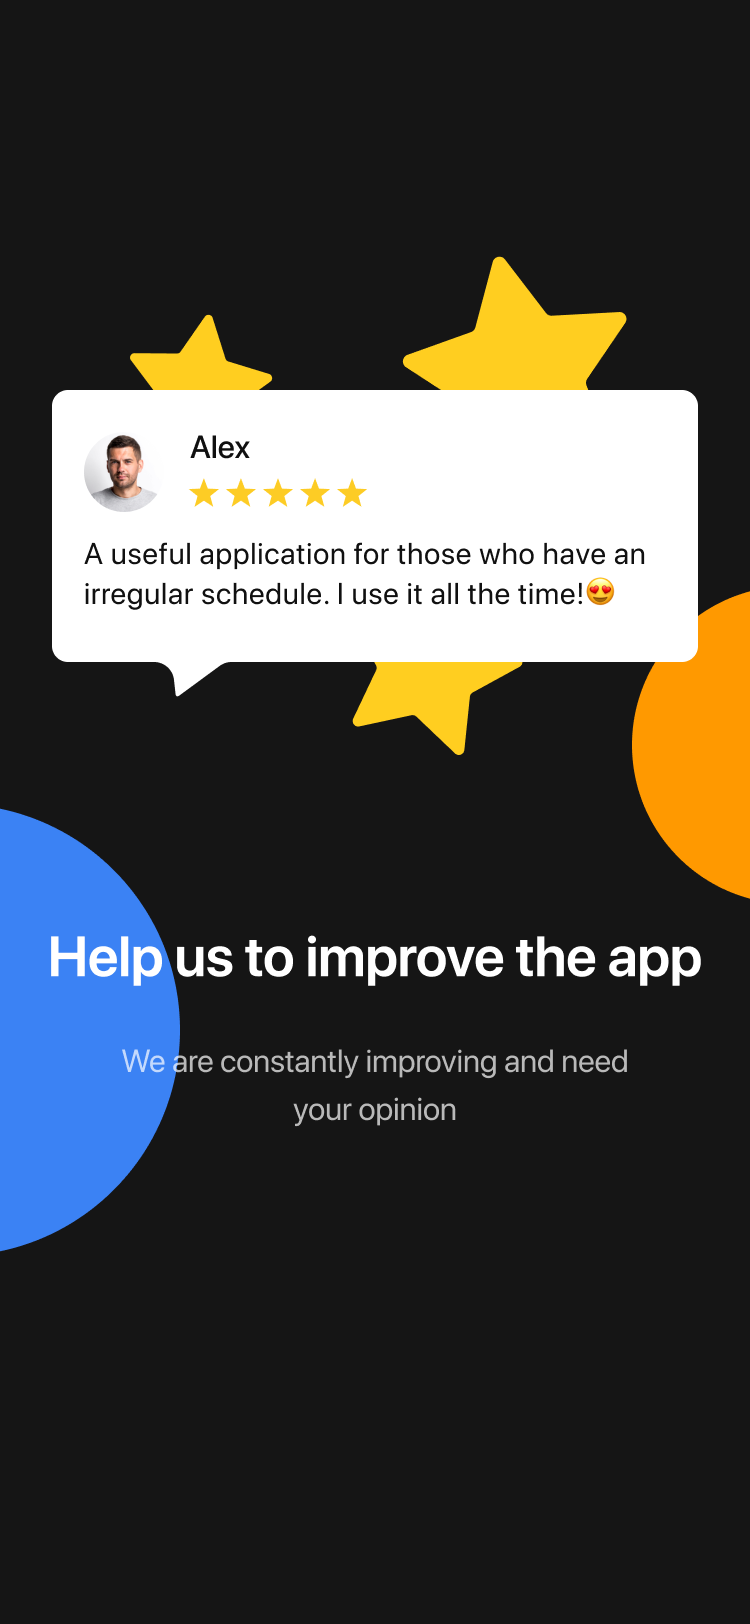 Alex
A useful application for those who have an
irregular schedule. I use it all the time!😍
Help us to improve the app
We are constantly improving and need
your opinion